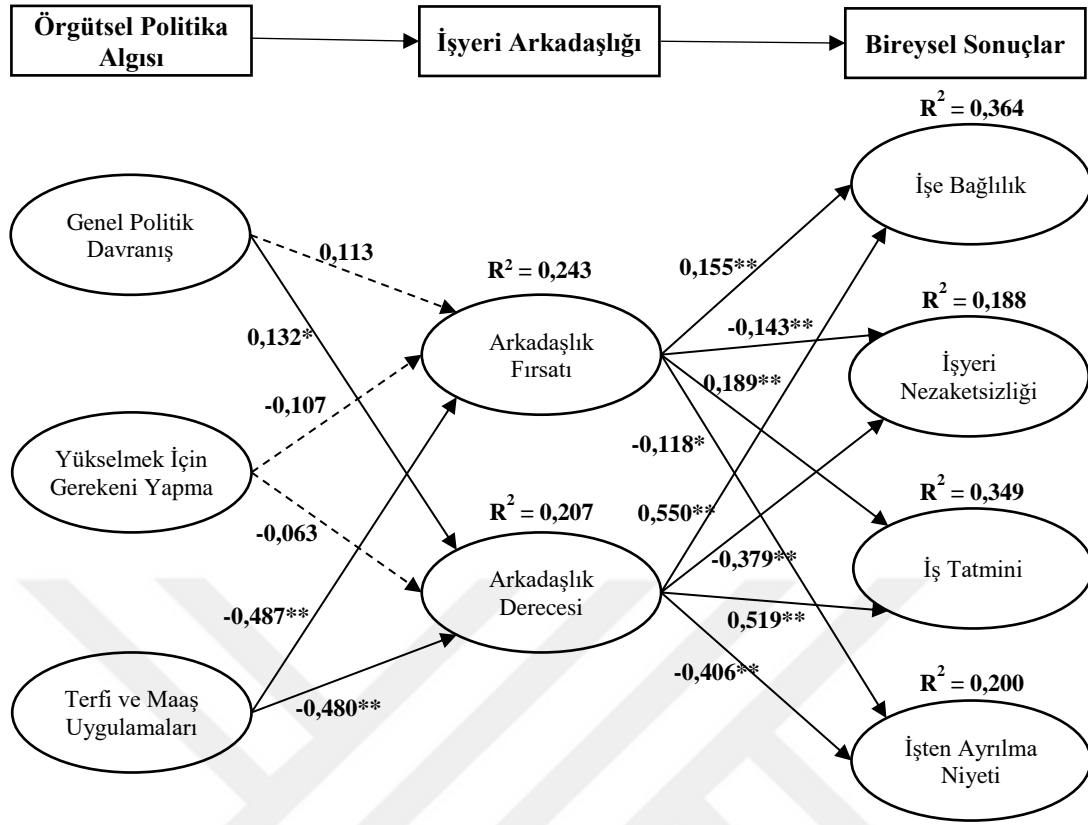 Örgütsel Politika
Algısı
İşyeri Arkadaşlığı
Bireysel Sonuçlar
R² = 0,364
İşe Bağlılık
Genel Politik
Davranış
0,113
R² = 0,243
0,155**
R² = 0,188
-0,143**
0,132*
Arkadaşlık
Fırsatı
İşyeri
Nezaketsizliği
0,189**
-0,107
-0,118*
Yükselmek İçin
Gerekeni Yapma
R² = 0,349
R² = 0,207
0,550**
-0,063
-0,379**
Arkadaşlık
Derecesi
İş Tatmini
-0,487**
0,519**
-0,406**
R² = 0,200
Terfi ve Maaş
Uygulamaları
-0,480**
İşten Ayrılma
Niyeti